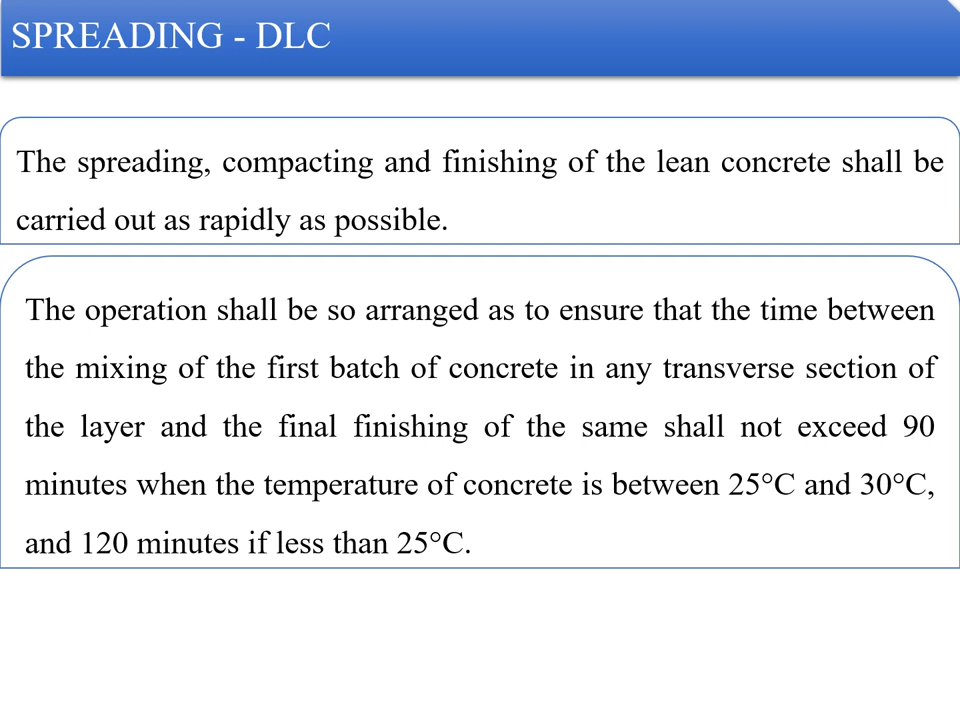 SPREADING - DLC
The spreading, compacting and finishing of the lean concrete shall be
carried out as rapidly as possible.
The operation shall be so arranged as to ensure that the time between
the mixing of the first batch of concrete in any transverse section of
the layer and the final finishing of the same shall not exceed 90
minutes when the temperature of concrete is between 25°C and 30°C,
and 120 minutes if less than 25°C.